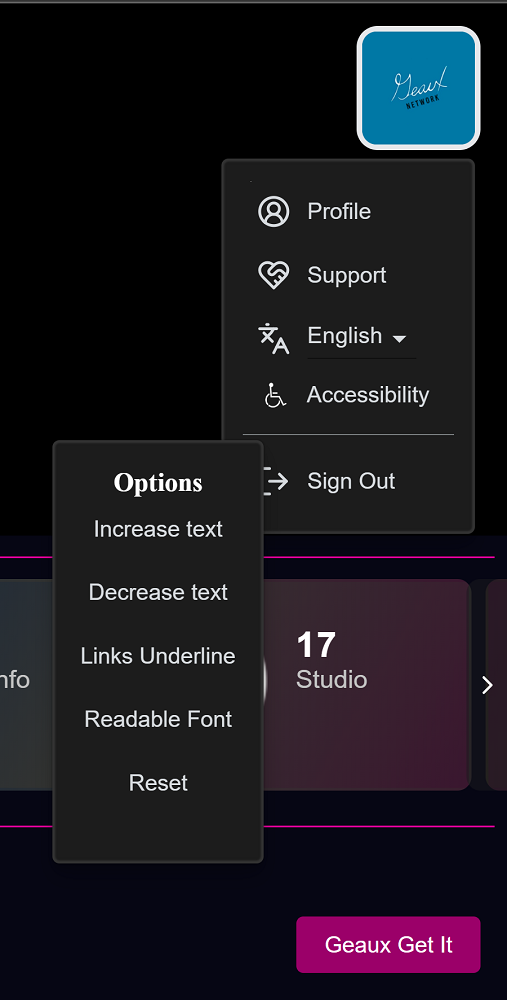 Geaux
NETWORK
Profile
Support
English
Accessibility
Sign Out
Options
Increase text
Decrease text
Links Underline
Readable Font
Reset
nfo
17
Studio
Geaux Get It